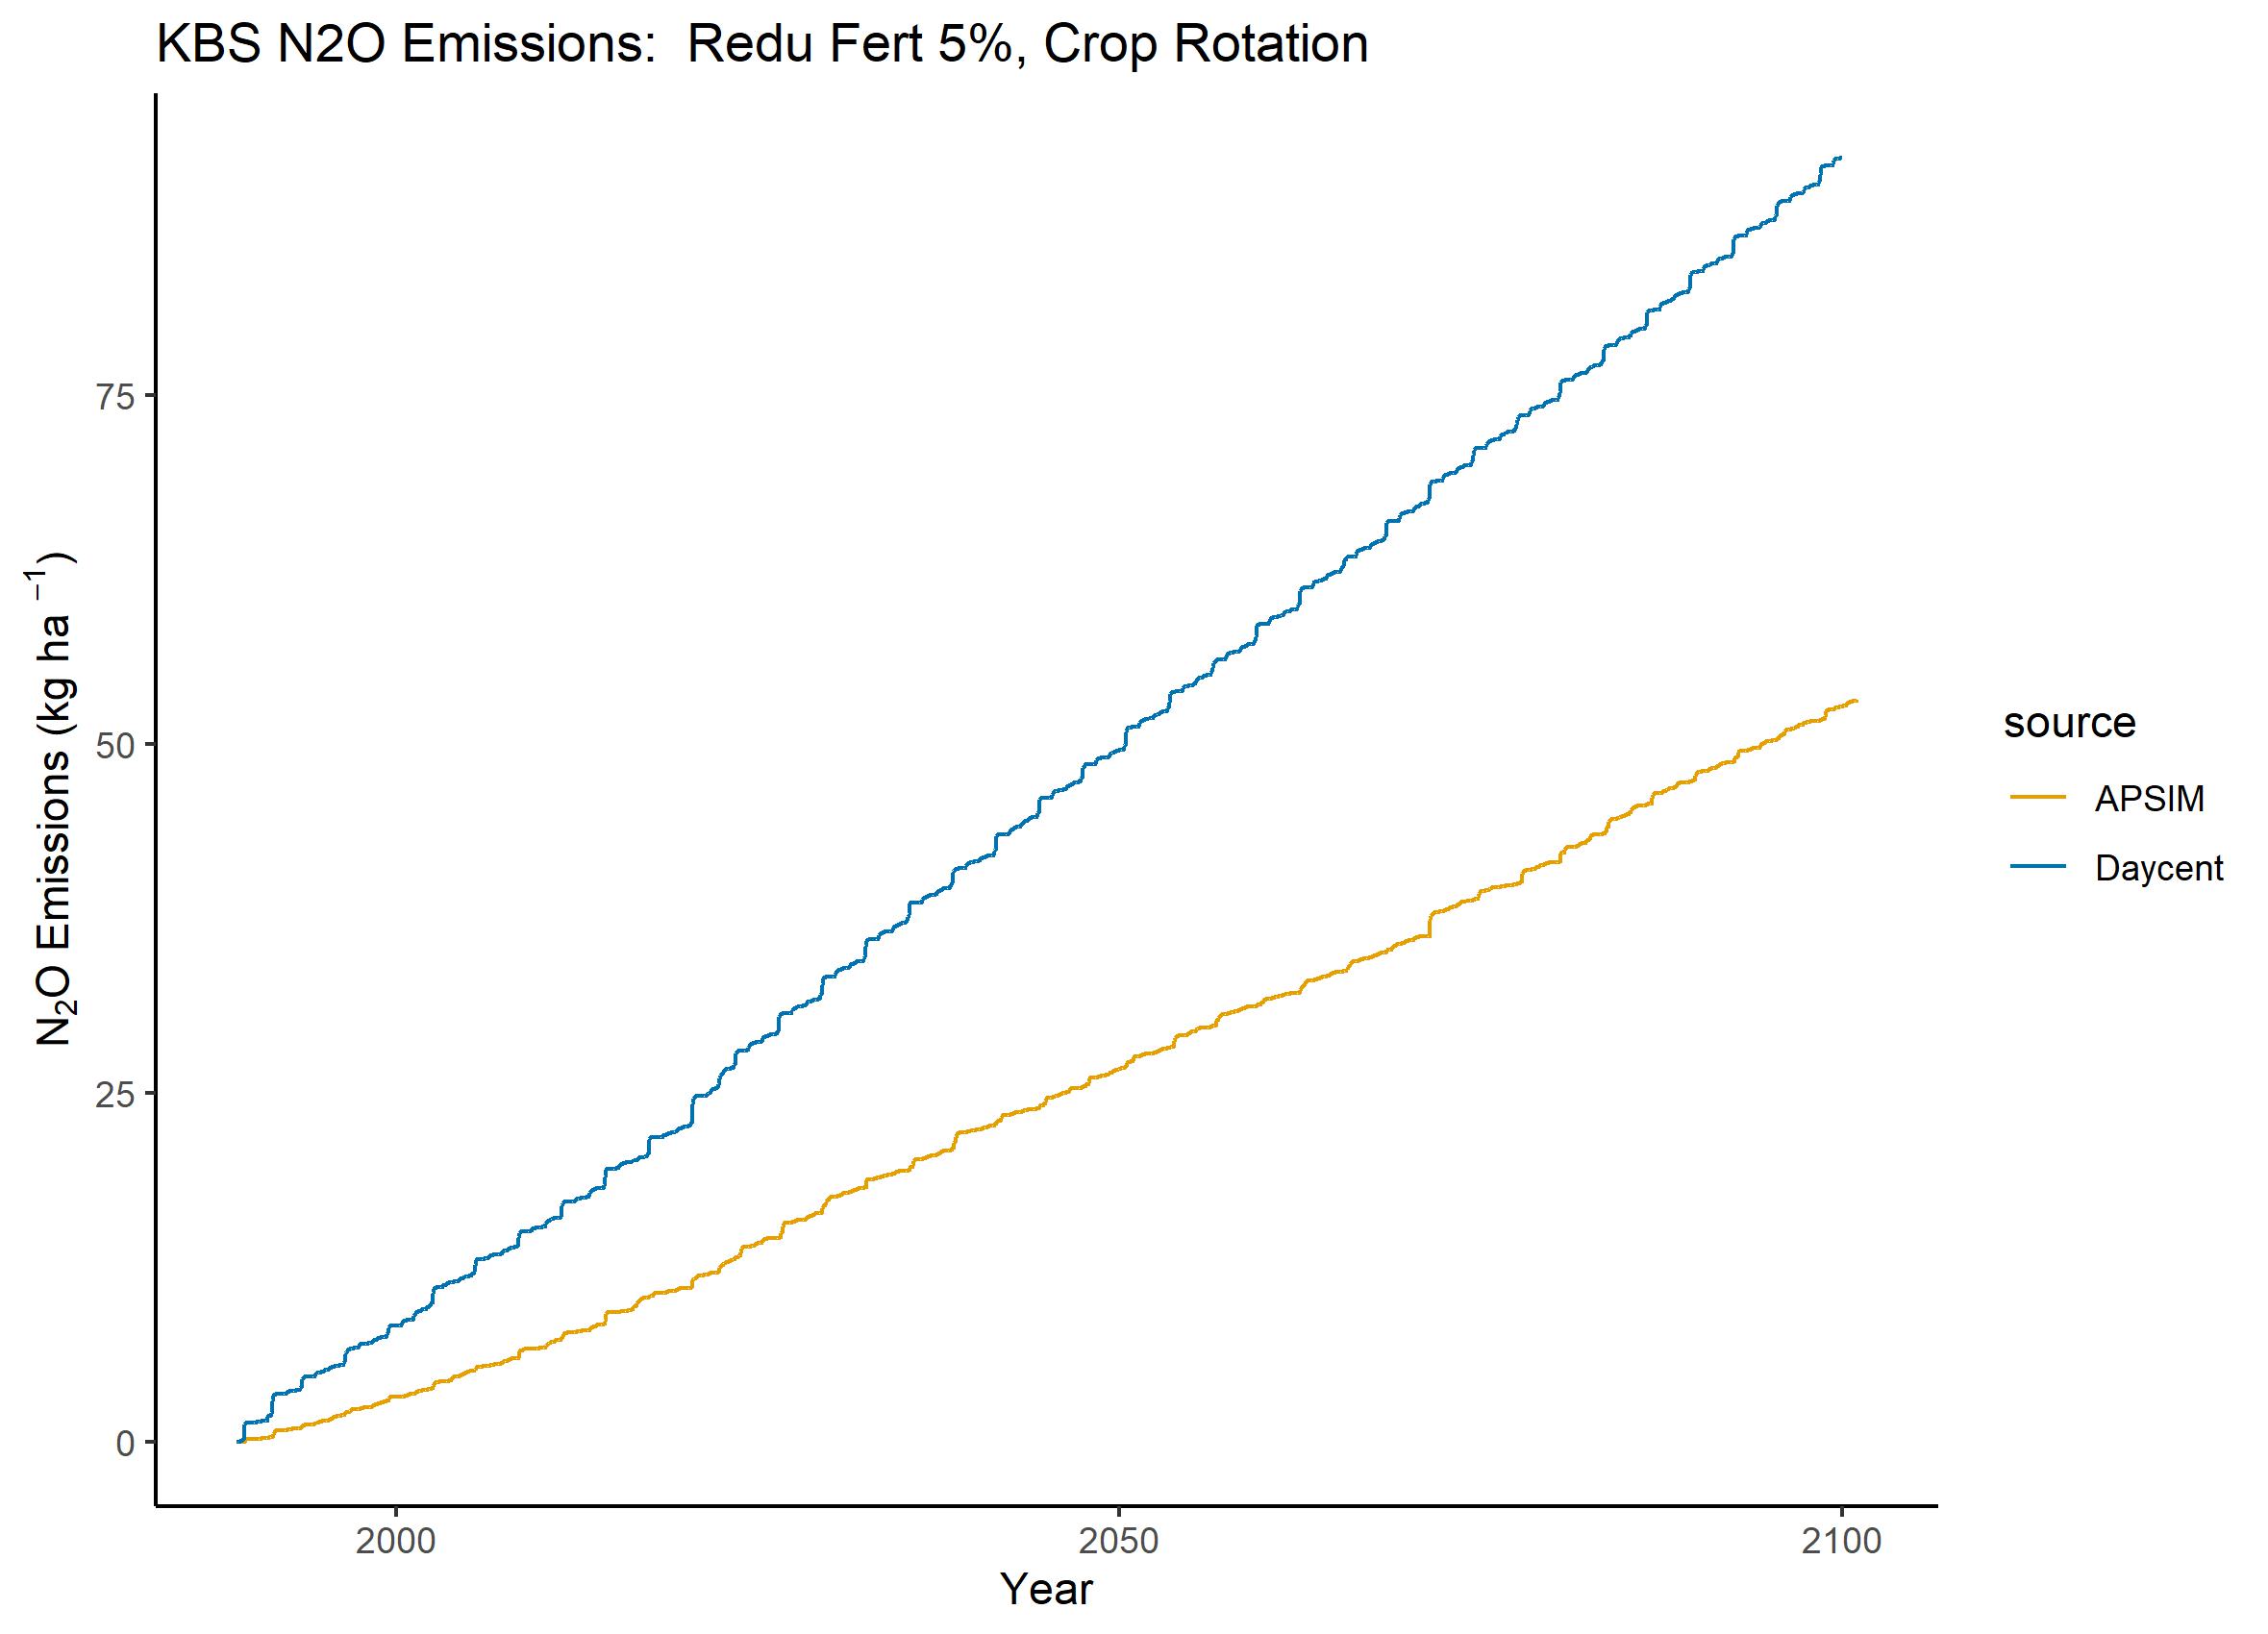 KBS N2O Emissions:  Redu Fert 5%, Crop Rotation
N₂O Emissions (kg ha ⁻¹)
75
50
25
0
2000 2050 2100
Year
source
APSIM
Daycent